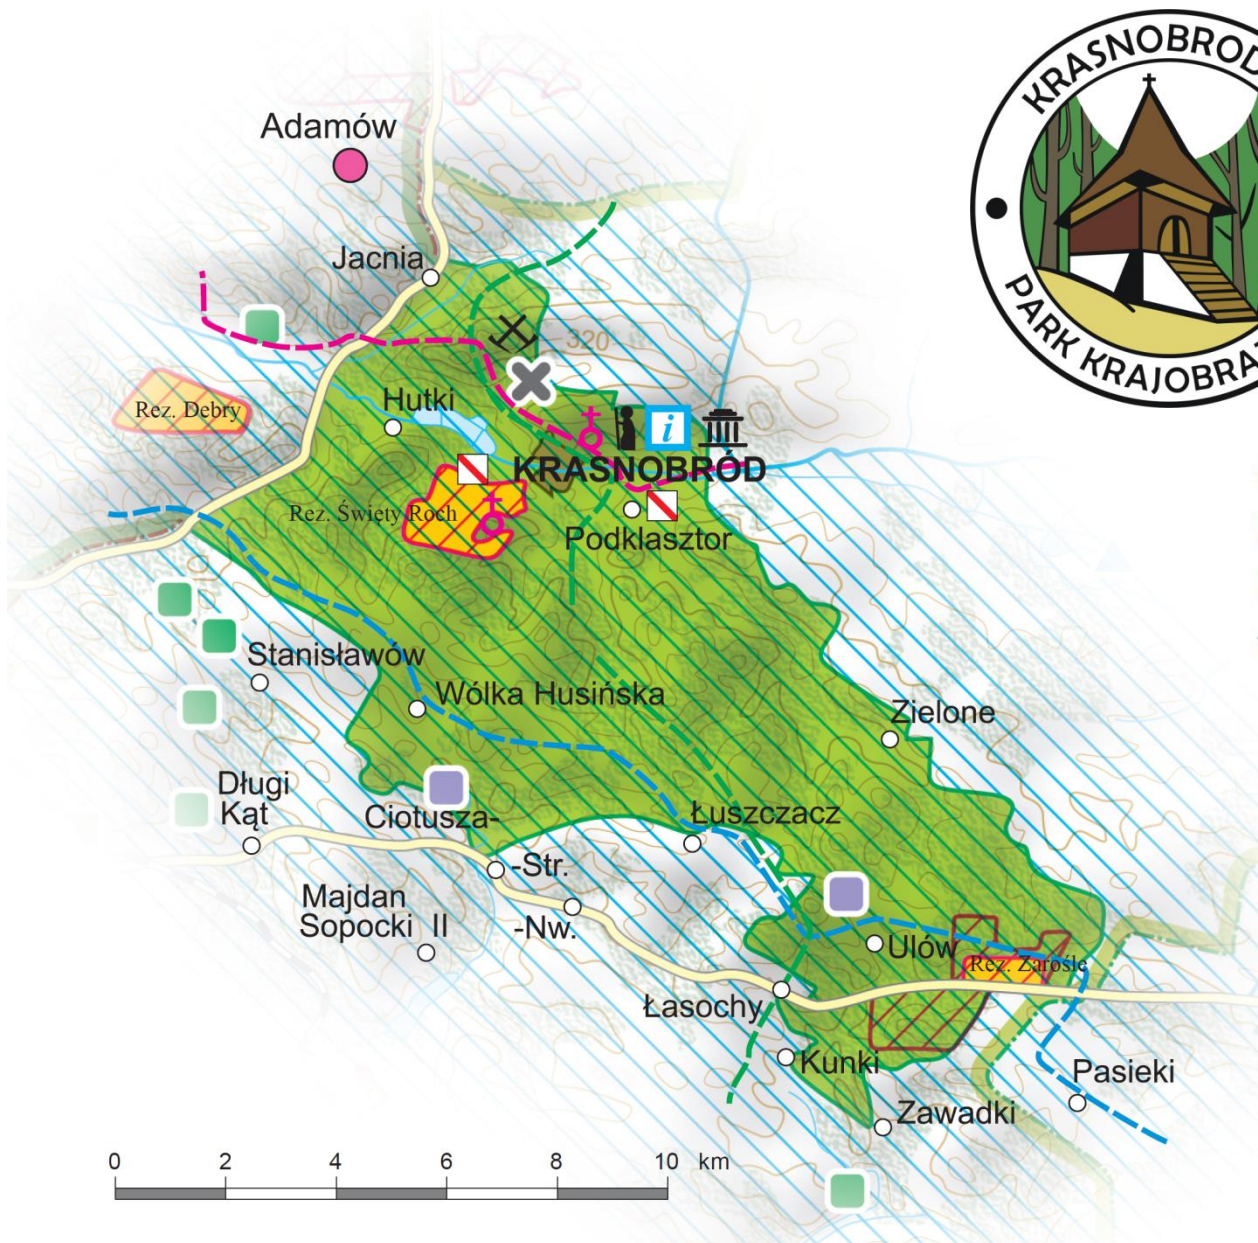 KRASNOBROD
PARK KRAJOBRA
Adamów
Jacnia
320
Rez. Debry
Hutki
i
KRASNOBRÓD
Rez. Święty Roch
Podklasztor
Stanisławów
Wólka Husińska
Zielone
Długi
Kąt
Ciotusza-
Łuszczacz
-Str.
Majdan
Sopocki II
-Nw.
Ulów
Rez. Zarośle
Łasochy
Kunki
Pasieki
Zawadki
0 2 4 6 8 10 km